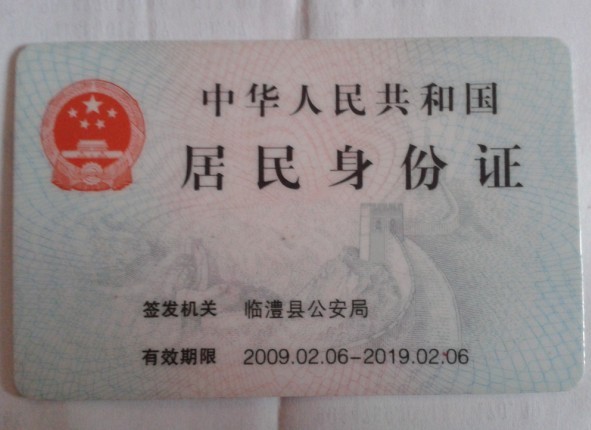 中华人民共和国
居民身份证
签发机关 临澧县公安局
有效期限 2009.02.06-2019.02.06